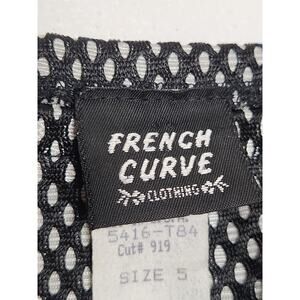 FRENCH
CURVE
CLOTHING
5416-T84
Cut# 919
SIZE 5